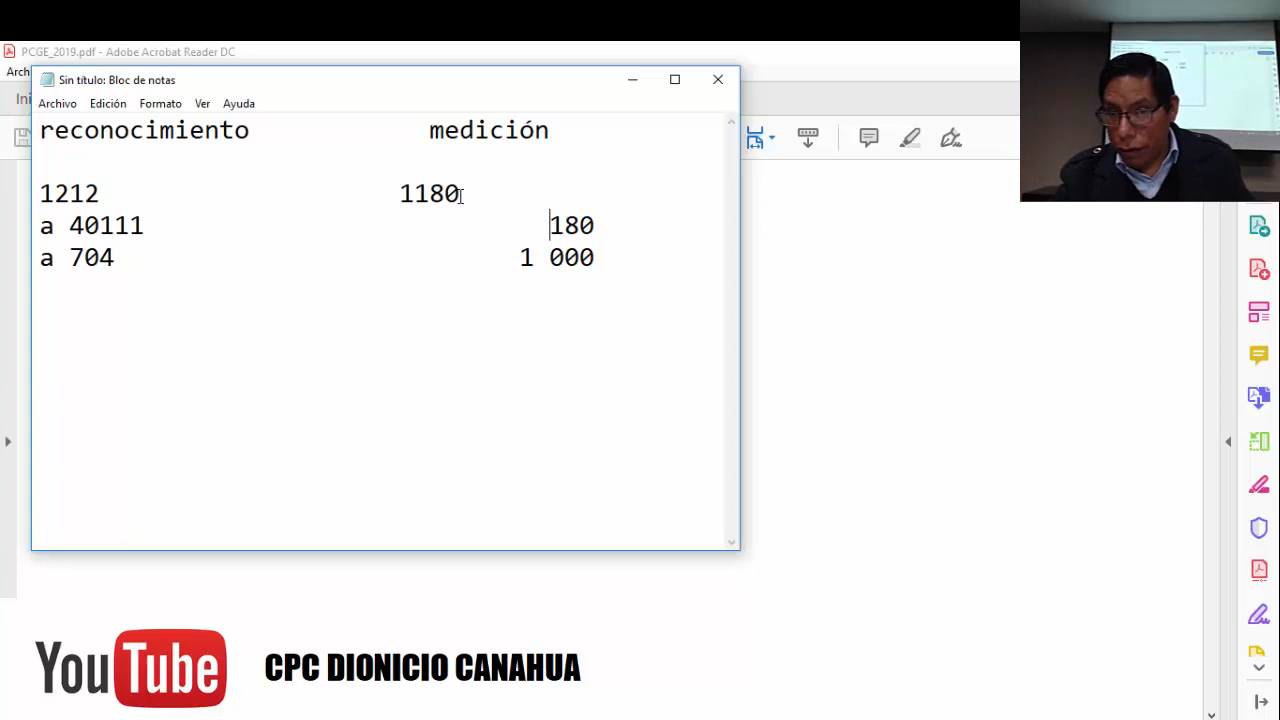 PCGE_2019.pdf - Adobe Acrobat Reader DC
Sin título: Bloc de notas
Archivo Edición Formato Ver Ayuda
reconocimiento medición
1212 1180
a 40111 180
a 704 1 000
YouTube CPC DIONICIO CANAHUA